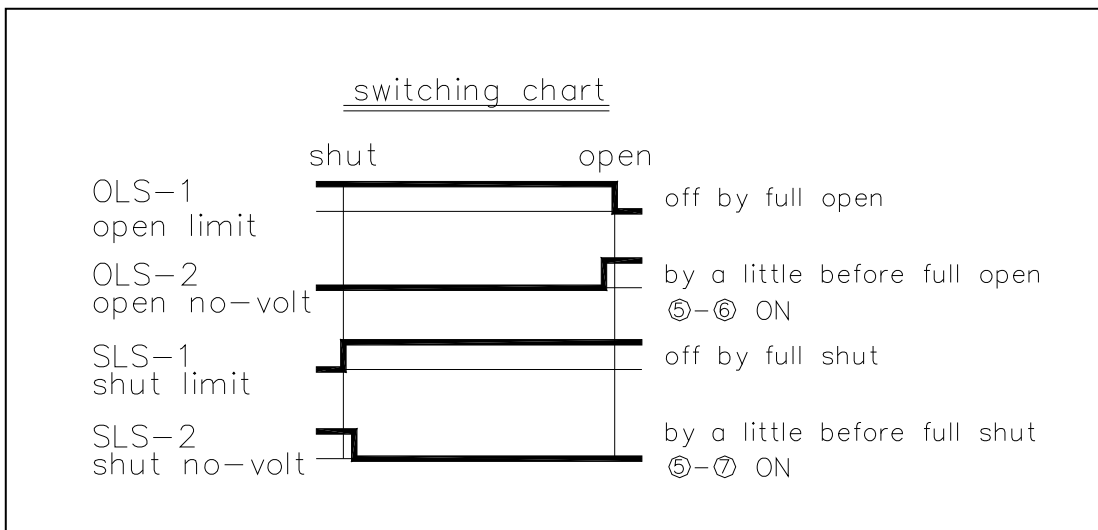 switching chart
shut open
OLS-1
open limit
off by full open
OLS-2
open no-volt
by a little before full open
⑤-⑥ ON
SLS-1
shut limit
off by full shut
SLS-2
shut no-volt
by a little before full shut
⑤-⑦ ON